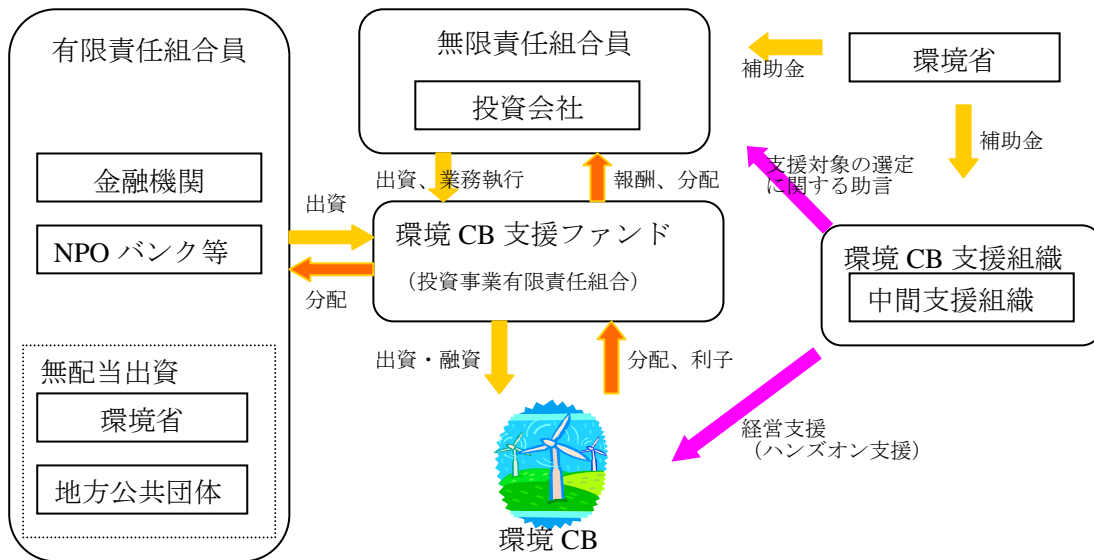 有限責任組合員
金融機関
NPO バンク等
無配当出資
環境省
地方公共団体
出資
分配
無限責任組合員
投資会社
出資、業務執行
報酬、分配
環境 CB 支援ファンド
（投資事業有限責任組合）
出資・融資
分配、利子
環境 CB
補助金
環境省
補助金
支援対象の選定
に関する助言
環境 CB 支援組織
中間支援組織
経営支援
（ハンズオン支援）